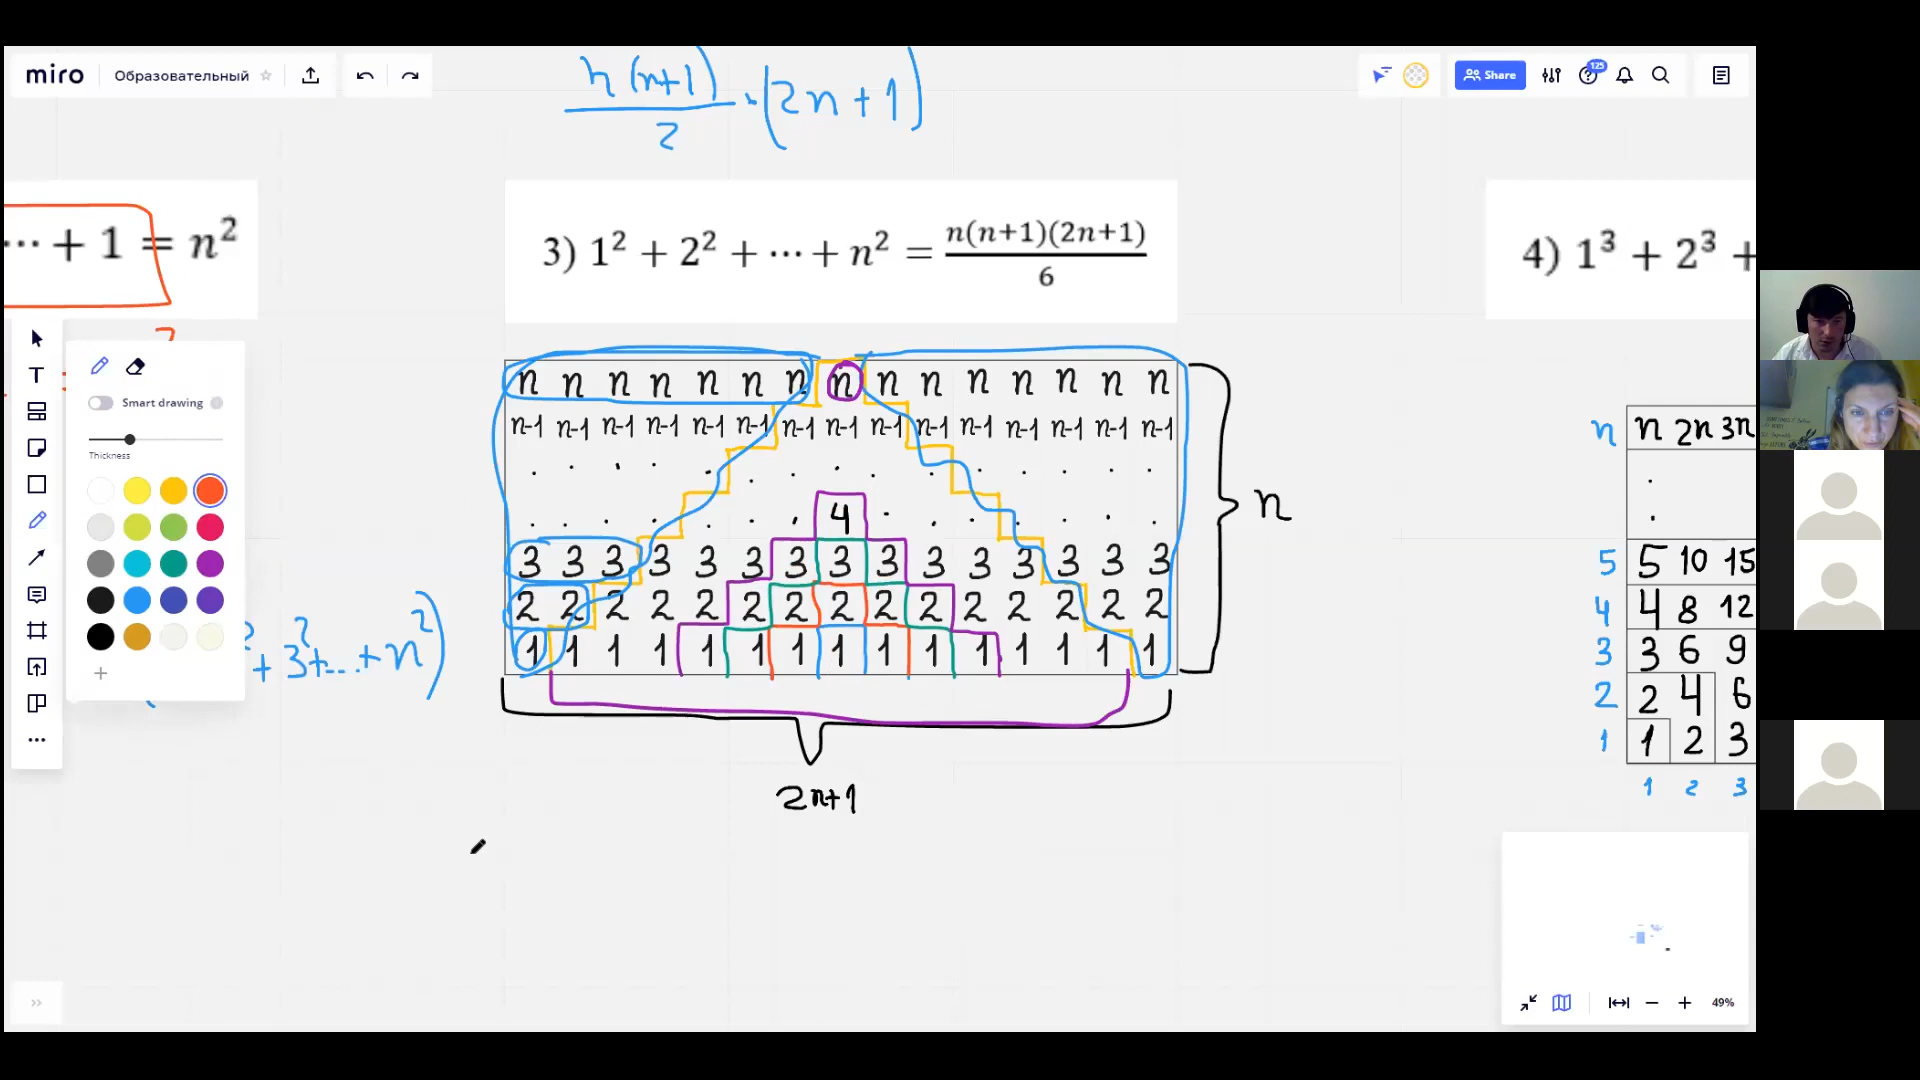 miro Образовательный
n(n+1)/2 · (2n+1)
Share
125
··· + 1 = n²
3) 1² + 2² + ··· + n² = n(n+1)(2n+1)/6
4) 1³ + 2³ +
Smart drawing
Thickness
n n n n n n n n n n n n n n n
n-1 n-1 n-1 n-1 n-1 n-1 n-1 n-1 n-1 n-1 n-1 n-1 n-1 n-1 n-1
. . . . . . . . . . . . . .
. . . . . . . 4 . . . . . . .
3 3 3 3 3 3 3 3 3 3 3 3 3 3 3
2 2 2 2 2 2 2 2 2 2 2 2 2 2 2
1 1 1 1 1 1 1 1 1 1 1 1 1 1 1
n
2n+1
² + 3² + ... + n²)
n n 2n 3n
.
.
5 5 10 15
4 4 8 12
3 3 6 9
2 2 4 6
1 1 2 3
1 2 3
49%